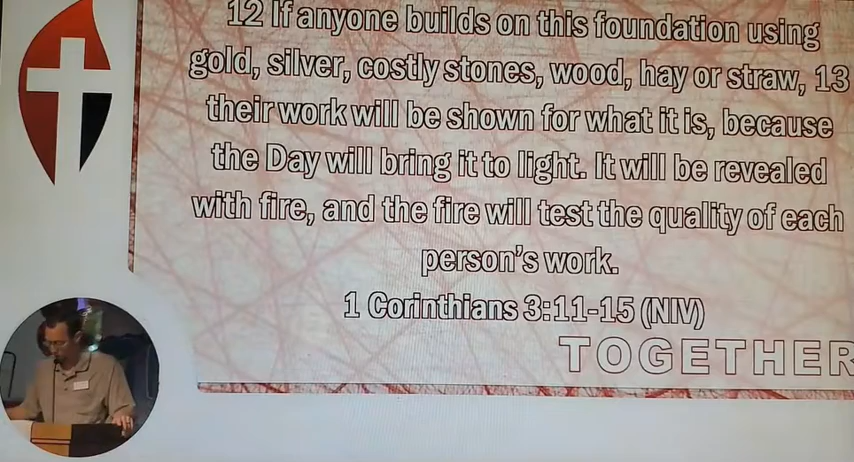 12 If anyone builds on this foundation using
gold, silver, costly stones, wood, hay or straw, 13
their work will be shown for what it is, because
the Day will bring it to light. It will be revealed
with fire, and the fire will test the quality of each
person's work.
1 Corinthians 3:11-15 (NIV)
TOGETHER